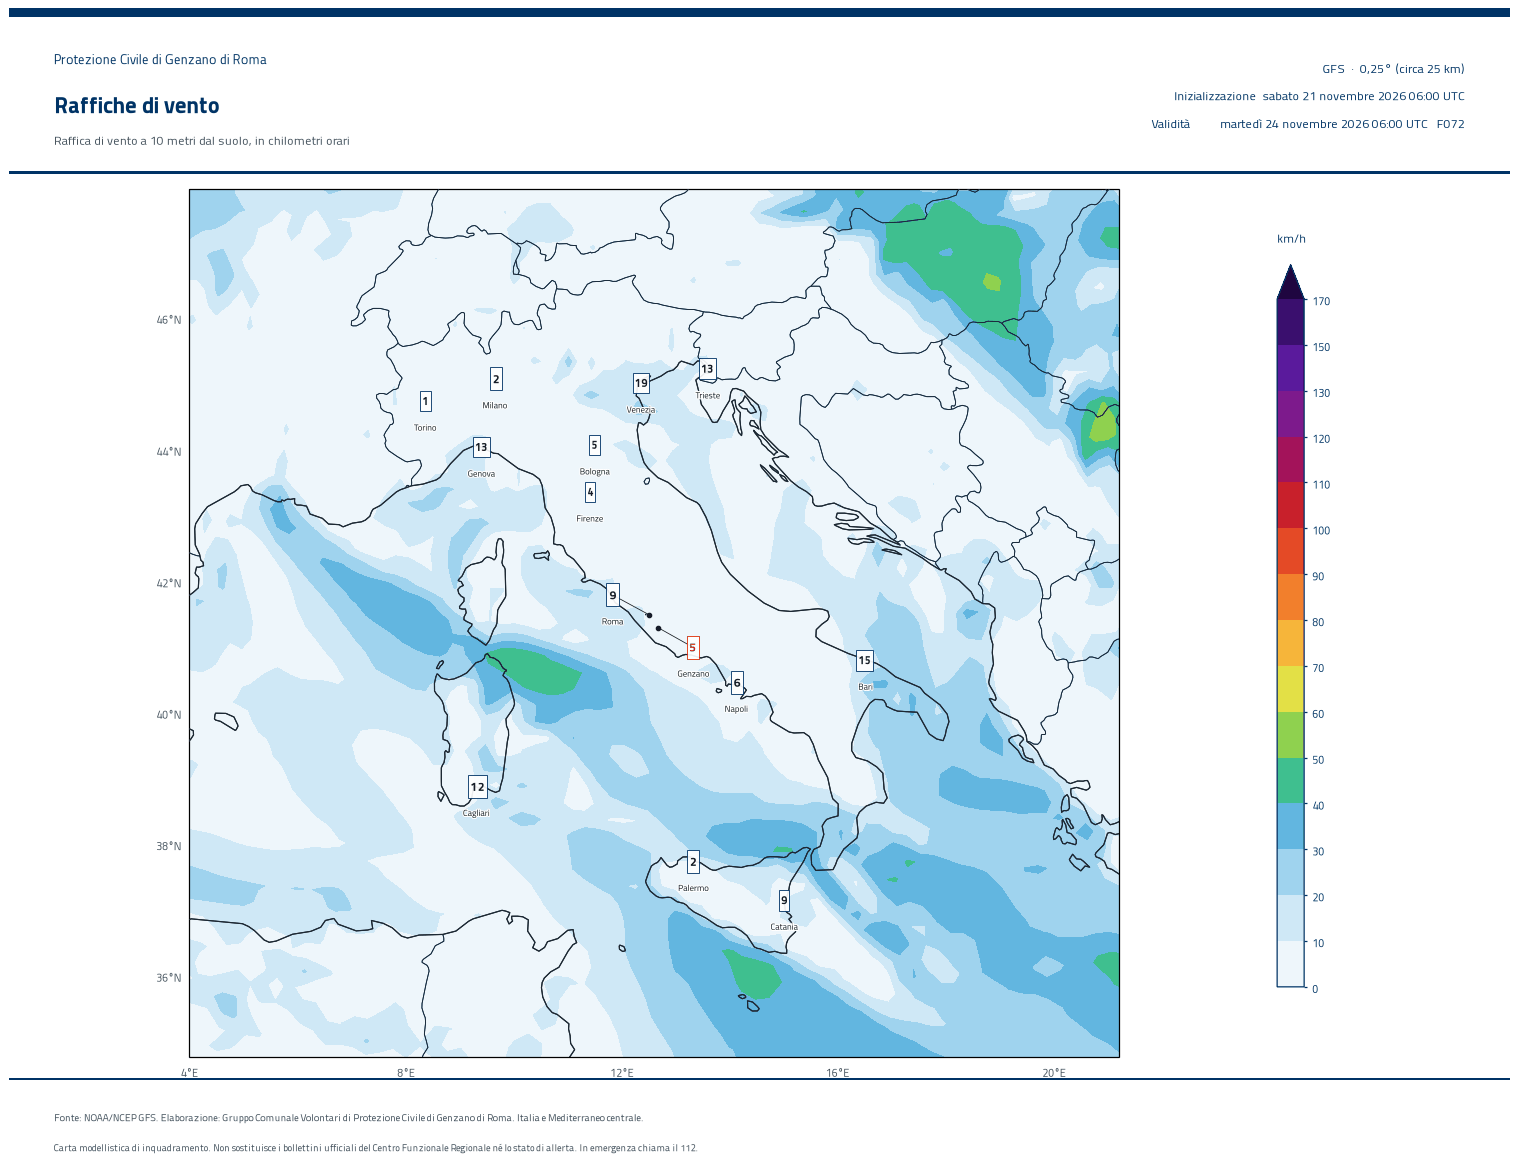 Protezione Civile di Genzano di Roma
Raffiche di vento
Raffica di vento a 10 metri dal suolo, in chilometri orari
GFS · 0,25° (circa 25 km)
Inizializzazione sabato 21 novembre 2026 06:00 UTC
Validità martedì 24 novembre 2026 06:00 UTC F072
km/h
170
150
130
120
110
100
90
80
70
60
50
40
30
20
10
0
46°N
44°N
42°N
40°N
38°N
36°N
4°E
8°E
12°E
16°E
20°E
13
Trieste
19
Venezia
2
Milano
1
Torino
13
Genova
5
Bologna
4
Firenze
9
Roma
5
Genzano
6
Napoli
15
Bari
12
Cagliari
2
Palermo
9
Catania
Fonte: NOAA/NCEP GFS. Elaborazione: Gruppo Comunale Volontari di Protezione Civile di Genzano di Roma. Italia e Mediterraneo centrale.
Carta modellistica di inquadramento. Non sostituisce i bollettini ufficiali del Centro Funzionale Regionale né lo stato di allerta. In emergenza chiama il 112.